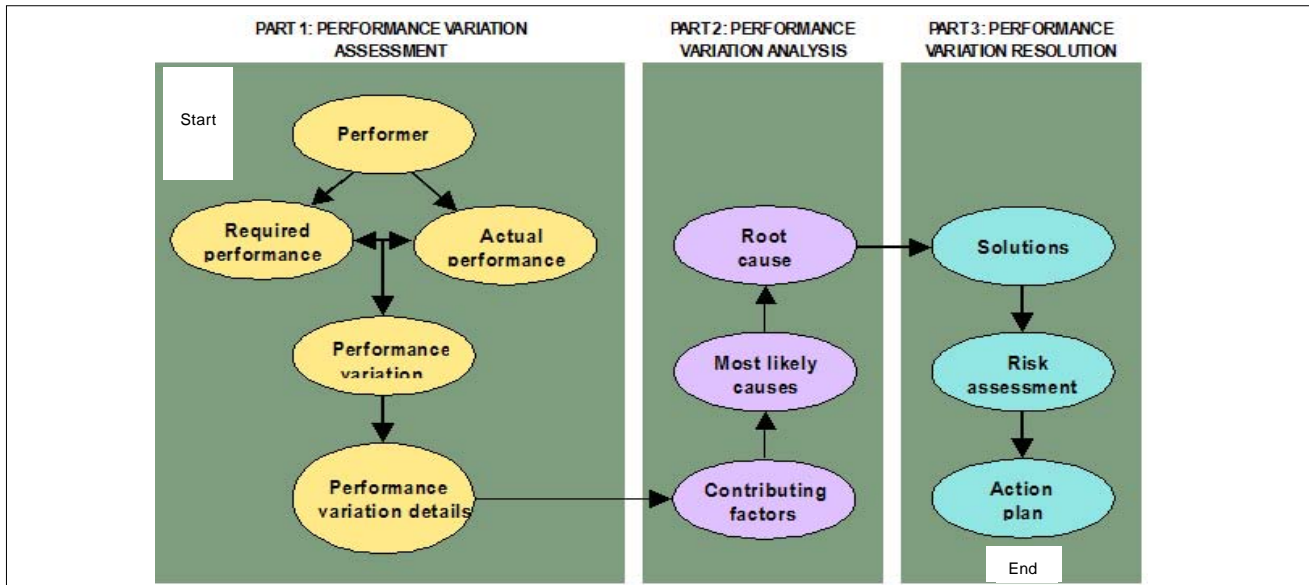 PART 1: PERFORMANCE VARIATION
ASSESSMENT
Start
Performer
Required
performance
Actual
performance
Performance
variation
Performance
variation details
PART 2: PERFORMANCE
VARIATION ANALYSIS
Root
cause
Most likely
causes
Contributing
factors
PART 3: PERFORMANCE
VARIATION RESOLUTION
Solutions
Risk
assessment
Action
plan
End